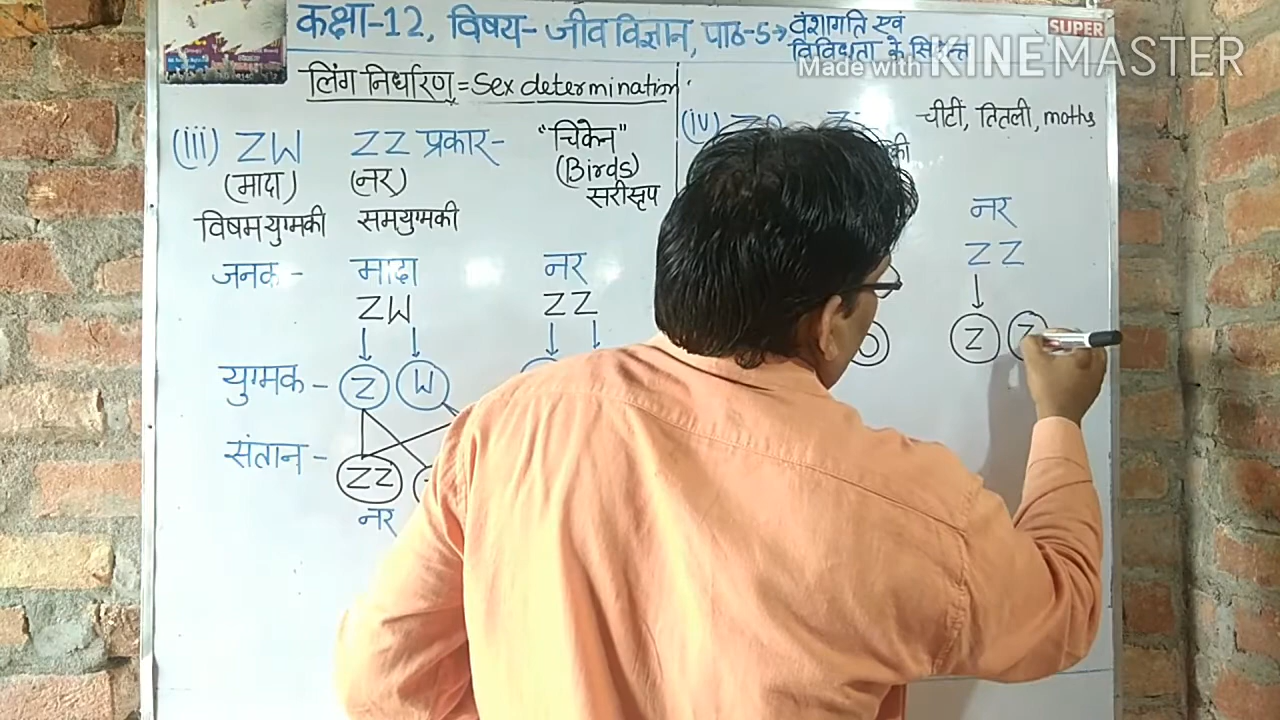 कक्षा-12, विषय- जीव विज्ञान, पाठ-5→ वंशागति एवं
विविधता के
SUPER
Made with KINEMASTER
लिंग निर्धारण = Sex determination
(iii) ZW ZZ प्रकार-
(मादा) (नर)
विषमयुग्मकी समयुग्मकी
"चिकेन"
(Birds)
सरीसृप
जनक - मादा नर
ZW ZZ
युग्मक - Z W
संतान - ZZ
नर
(iv)
चीटीं, तितली, moths
नर
ZZ
Z Z